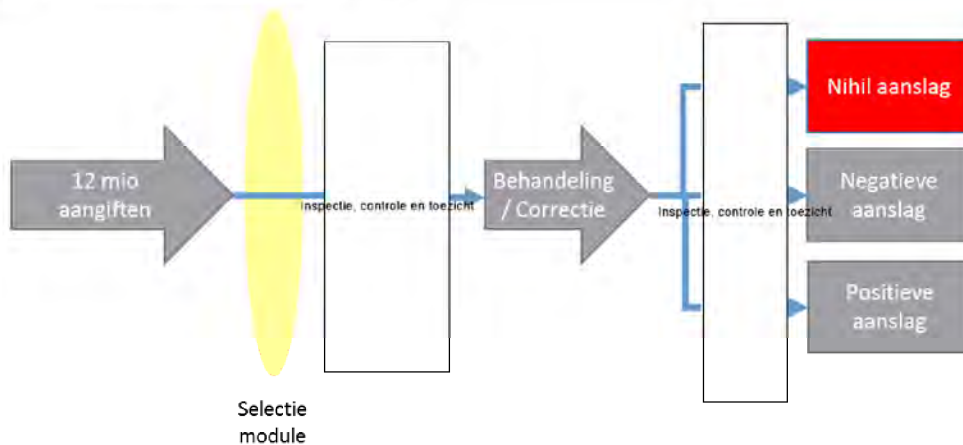 12 mio
aangiften
Selectie
module
Inspectie, controle en toezicht
Behandeling
/ Correctie
Inspectie, controle en toezicht
Nihil aanslag
Negatieve
aanslag
Positieve
aanslag